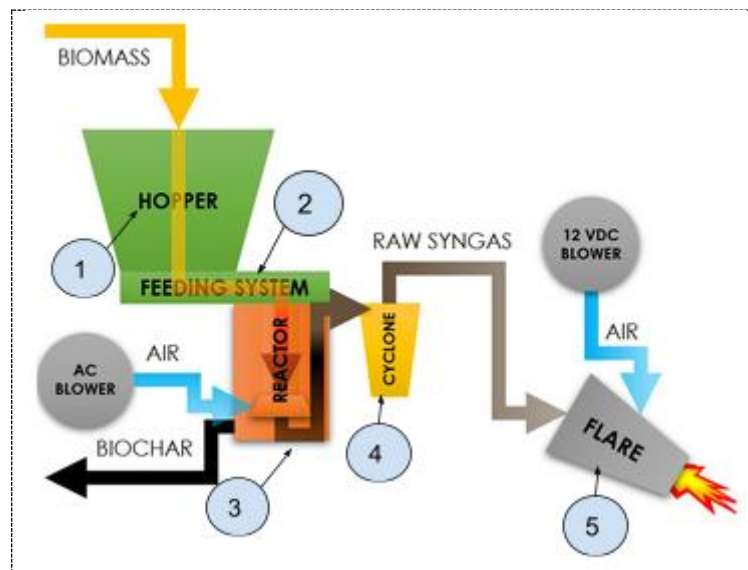 BIOMASS
HOPPER
1
2
FEEDING SYSTEM
RAW SYNGAS
12 VDC
BLOWER
AIR
AC
BLOWER
AIR
REACTOR
CYCLONE
BIOCHAR
3
4
FLARE
5